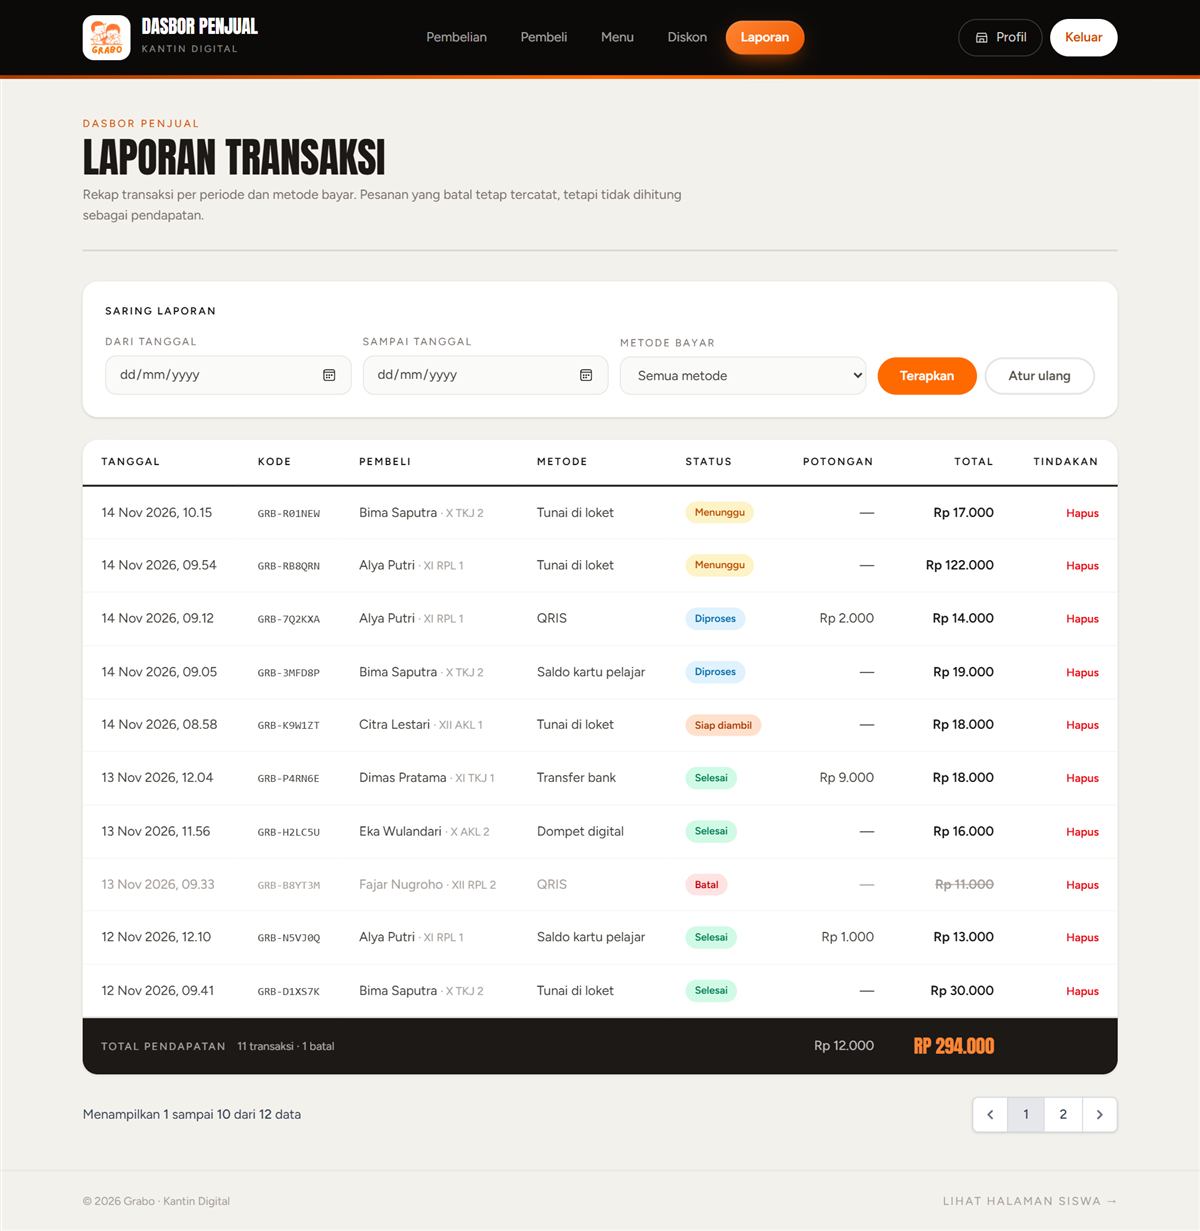 GRABO
DASBOR PENJUAL
KANTIN DIGITAL
Pembelian Pembeli Menu Diskon Laporan
Profil Keluar
DASBOR PENJUAL
LAPORAN TRANSAKSI
Rekap transaksi per periode dan metode bayar. Pesanan yang batal tetap tercatat, tetapi tidak dihitung
sebagai pendapatan.
SARING LAPORAN
DARI TANGGAL SAMPAI TANGGAL METODE BAYAR
dd/mm/yyyy dd/mm/yyyy Semua metode Terapkan Atur ulang
TANGGAL KODE PEMBELI METODE STATUS POTONGAN TOTAL TINDAKAN
14 Nov 2026, 10.15 GRB-R01NEW Bima Saputra · X TKJ 2 Tunai di loket Menunggu — Rp 17.000 Hapus
14 Nov 2026, 09.54 GRB-RB8QRN Alya Putri · XI RPL 1 Tunai di loket Menunggu — Rp 122.000 Hapus
14 Nov 2026, 09.12 GRB-7Q2KXA Alya Putri · XI RPL 1 QRIS Diproses Rp 2.000 Rp 14.000 Hapus
14 Nov 2026, 09.05 GRB-3MFD8P Bima Saputra · X TKJ 2 Saldo kartu pelajar Diproses — Rp 19.000 Hapus
14 Nov 2026, 08.58 GRB-K9W1ZT Citra Lestari · XII AKL 1 Tunai di loket Siap diambil — Rp 18.000 Hapus
13 Nov 2026, 12.04 GRB-P4RN6E Dimas Pratama · XI TKJ 1 Transfer bank Selesai Rp 9.000 Rp 18.000 Hapus
13 Nov 2026, 11.56 GRB-H2LC5U Eka Wulandari · X AKL 2 Dompet digital Selesai — Rp 16.000 Hapus
13 Nov 2026, 09.33 GRB-B8YT3M Fajar Nugroho · XII RPL 2 QRIS Batal — Rp 11.000 Hapus
12 Nov 2026, 12.10 GRB-N5VJ0Q Alya Putri · XI RPL 1 Saldo kartu pelajar Selesai Rp 1.000 Rp 13.000 Hapus
12 Nov 2026, 09.41 GRB-D1XS7K Bima Saputra · X TKJ 2 Tunai di loket Selesai — Rp 30.000 Hapus
TOTAL PENDAPATAN 11 transaksi · 1 batal Rp 12.000 RP 294.000
Menampilkan 1 sampai 10 dari 12 data 1 2
© 2026 Grabo · Kantin Digital LIHAT HALAMAN SISWA →